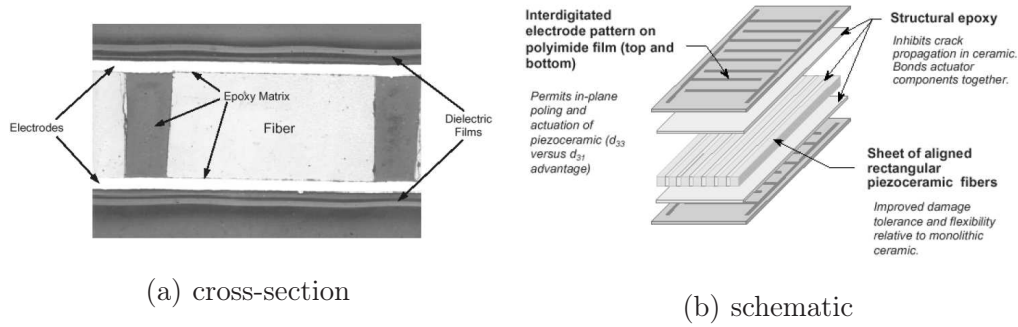 Electrodes
Epoxy Matrix
Fiber
Dielectric
Films
(a) cross-section
Interdigitated
electrode pattern on
polyimide film (top and
bottom)
Permits in-plane
poling and
actuation of
piezoceramic (d33
versus d31
advantage)
Structural epoxy
Inhibits crack
propagation in ceramic.
Bonds actuator
components together.
Sheet of aligned
rectangular
piezoceramic fibers
Improved damage
tolerance and flexibility
relative to monolithic
ceramic.
(b) schematic